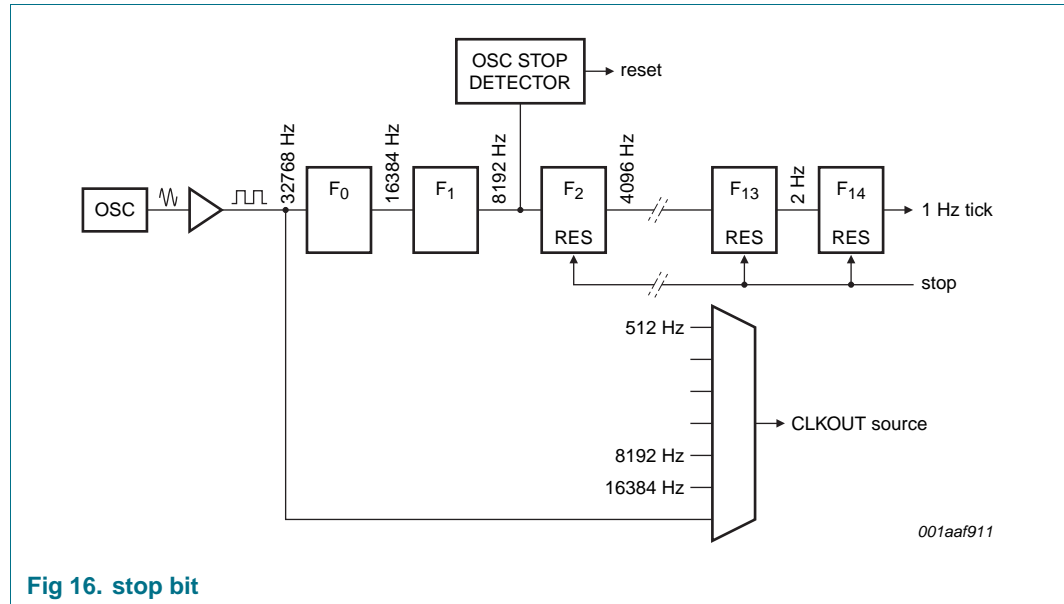 OSC STOP
DETECTOR
reset
OSC
32768 Hz
F0
16384 Hz
F1
8192 Hz
F2
RES
4096 Hz
F13
RES
2 Hz
F14
RES
1 Hz tick
stop
512 Hz
CLKOUT source
8192 Hz
16384 Hz
001aaf911
Fig 16. stop bit